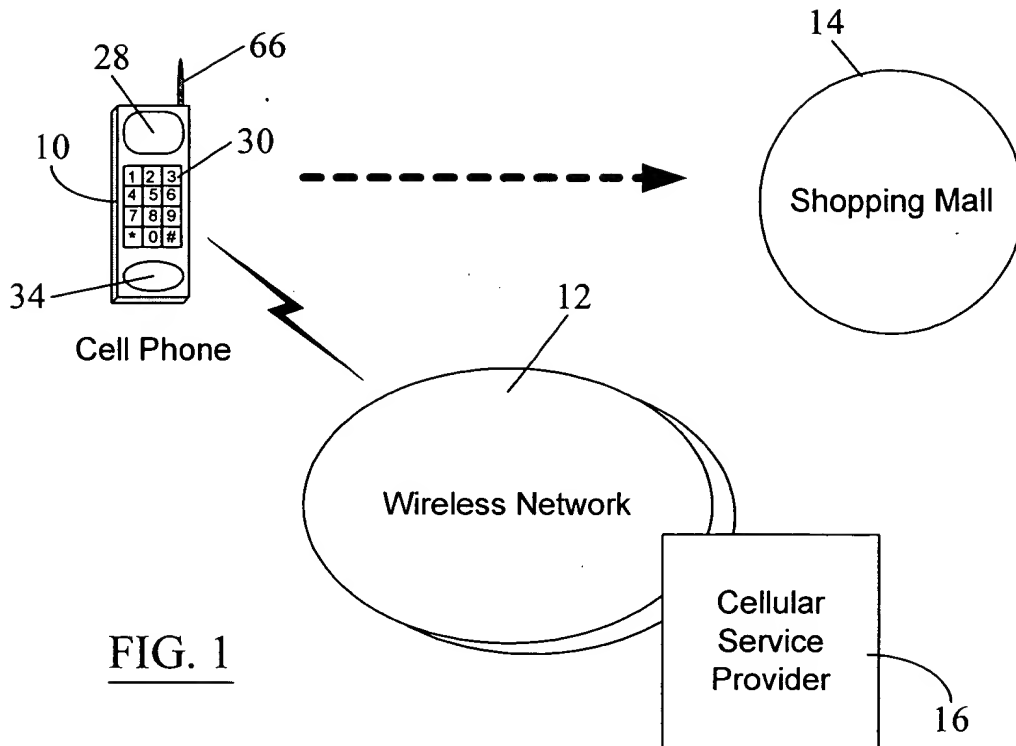 66
28
14
10
30
1 2 3
4 5 6
7 8 9
* 0 #
34
Cell Phone
Shopping Mall
12
Wireless Network
Cellular
Service
Provider
16
FIG. 1